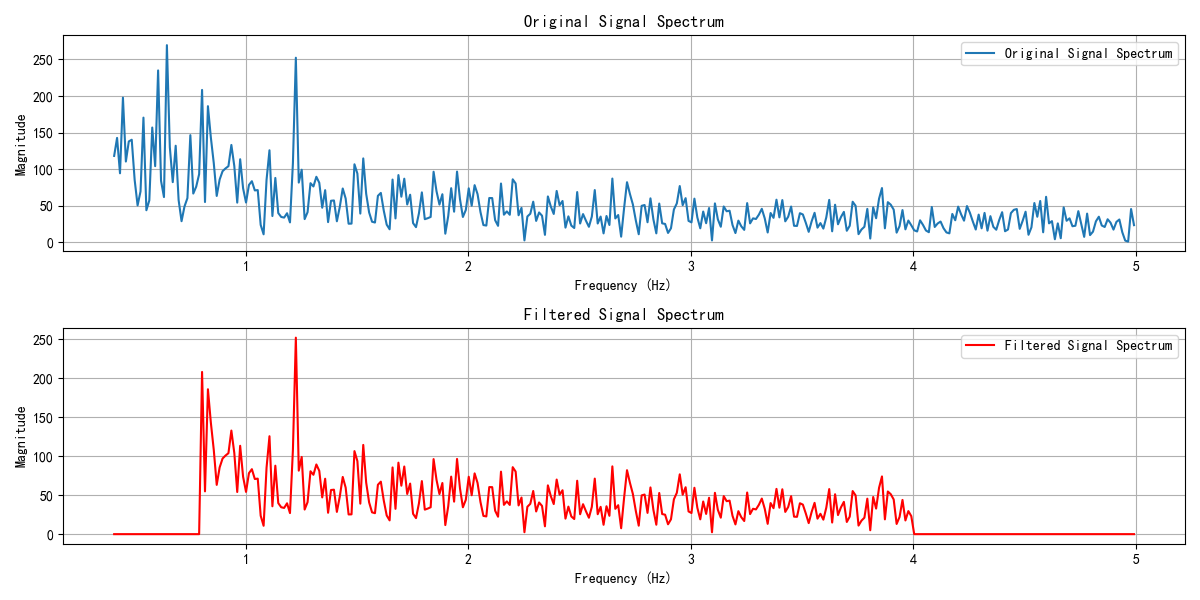 Original Signal Spectrum
Original Signal Spectrum
Magnitude
250
200
150
100
50
0
1
2
3
4
5
Frequency (Hz)
Filtered Signal Spectrum
Filtered Signal Spectrum
Magnitude
250
200
150
100
50
0
1
2
3
4
5
Frequency (Hz)